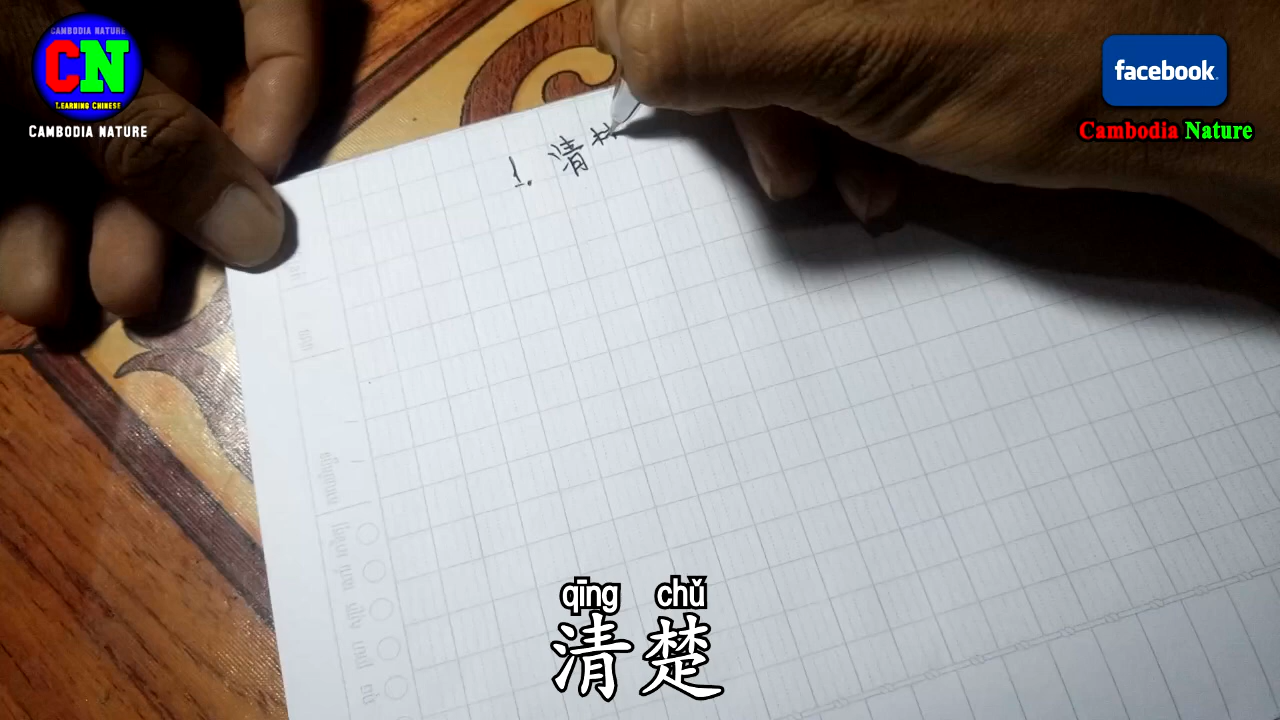 CAMBODIA NATURE
CN
LEARNING CHINESE
CAMBODIA NATURE
facebook
Cambodia Nature
1. 清
qīng chǔ
清楚